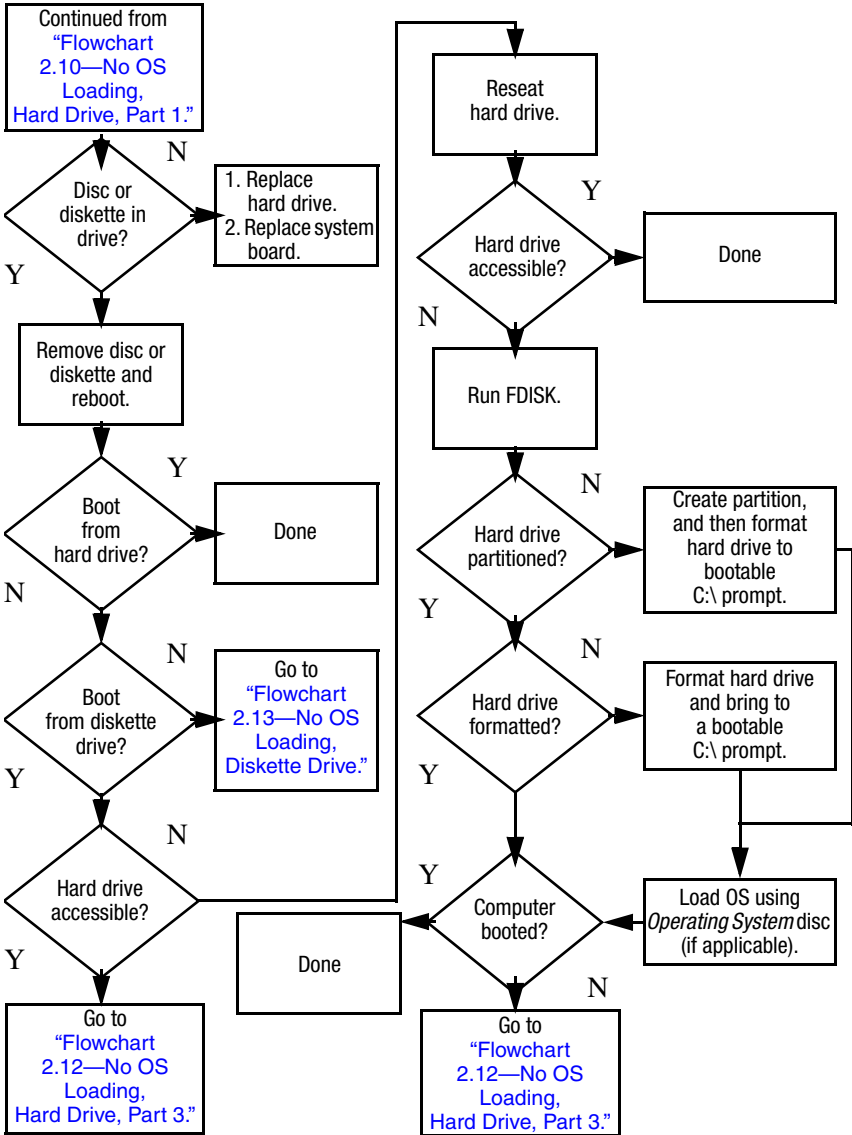 Continued from
“Flowchart
2.10—No OS
Loading,
Hard Drive, Part 1.”
N
Disc or
diskette in
drive?
1. Replace
hard drive.
2. Replace system
board.
Y
Remove disc or
diskette and
reboot.
Y
Boot
from
hard drive?
Done
N
N
Boot
from diskette
drive?
Go to
“Flowchart
2.13—No OS
Loading,
Diskette Drive.”
Y
N
Hard drive
accessible?
Y
Go to
“Flowchart
2.12—No OS
Loading,
Hard Drive, Part 3.”
Reseat
hard drive.
Y
Hard drive
accessible?
Done
N
Run FDISK.
N
Hard drive
partitioned?
Create partition,
and then format
hard drive to
bootable
C:\ prompt.
Y
N
Hard drive
formatted?
Format hard drive
and bring to
a bootable
C:\ prompt.
Y
Y
Computer
booted?
Load OS using
Operating System disc
(if applicable).
Done
N
Go to
“Flowchart
2.12—No OS
Loading,
Hard Drive, Part 3.”